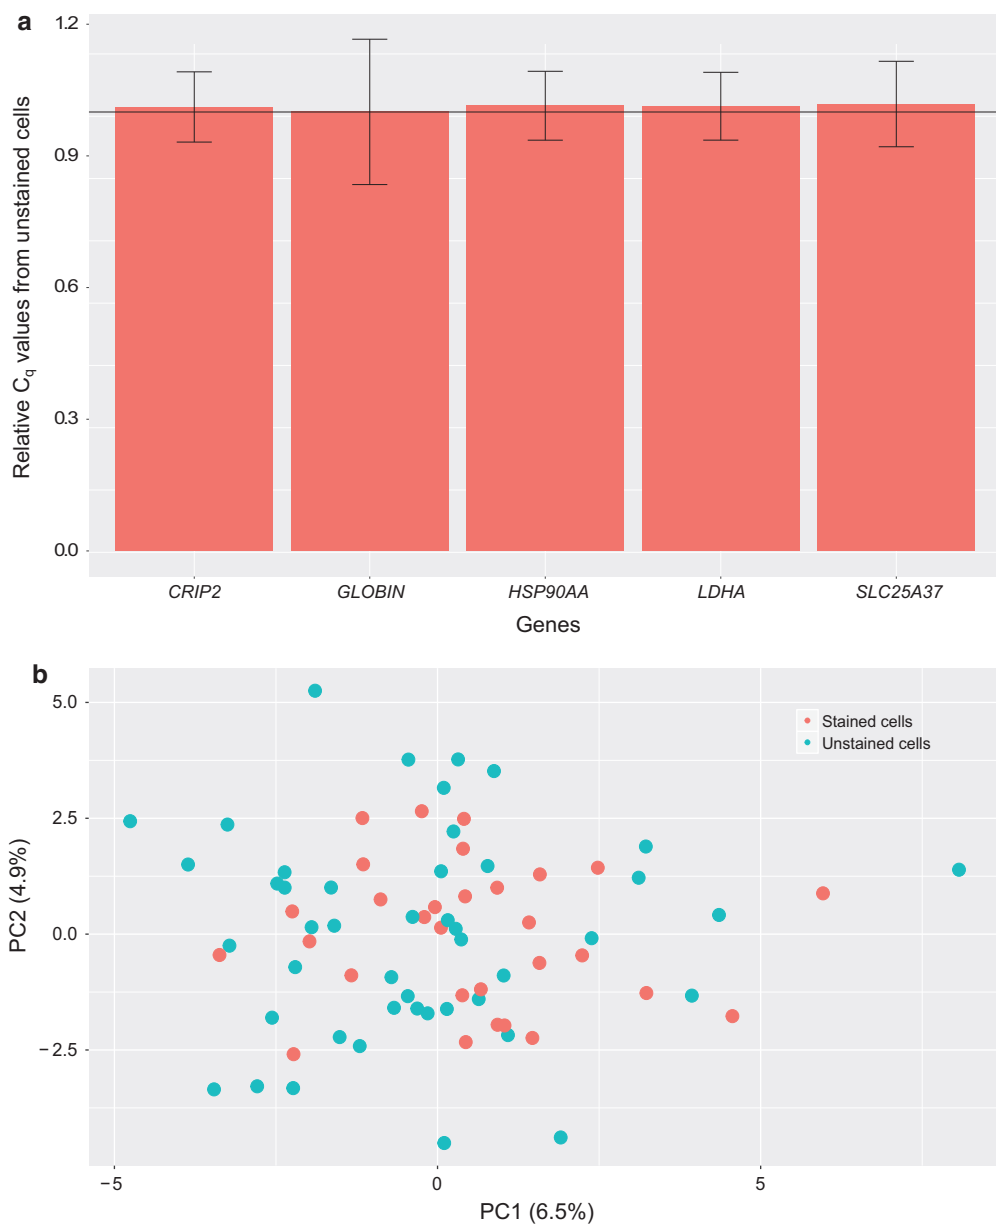 a
Relative Cq values from unstained cells
1.2
0.9
0.6
0.3
0.0
CRIP2 GLOBIN HSP90AA LDHA SLC25A37
Genes
b
PC2 (4.9%)
5.0
2.5
0.0
−2.5
Stained cells
Unstained cells
−5 0 5
PC1 (6.5%)